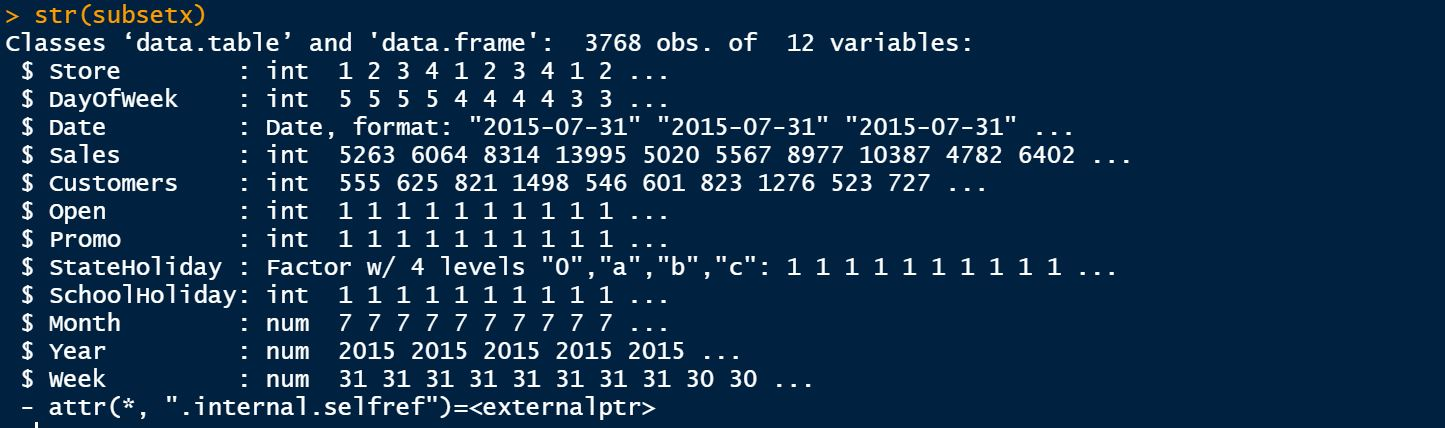 > str(subsetx)
Classes ‘data.table’ and 'data.frame':  3768 obs. of  12 variables:
 $ Store        : int  1 2 3 4 1 2 3 4 1 2 ...
 $ DayOfWeek    : int  5 5 5 5 4 4 4 4 3 3 ...
 $ Date         : Date, format: "2015-07-31" "2015-07-31" "2015-07-31" ...
 $ Sales        : int  5263 6064 8314 13995 5020 5567 8977 10387 4782 6402 ...
 $ Customers    : int  555 625 821 1498 546 601 823 1276 523 727 ...
 $ Open         : int  1 1 1 1 1 1 1 1 1 1 ...
 $ Promo        : int  1 1 1 1 1 1 1 1 1 1 ...
 $ StateHoliday : Factor w/ 4 levels "0","a","b","c": 1 1 1 1 1 1 1 1 1 1 ...
 $ SchoolHoliday: int  1 1 1 1 1 1 1 1 1 1 ...
 $ Month        : num  7 7 7 7 7 7 7 7 7 7 ...
 $ Year         : num  2015 2015 2015 2015 2015 ...
 $ Week         : num  31 31 31 31 31 31 31 31 30 30 ...
 - attr(*, ".internal.selfref")=<externalptr>